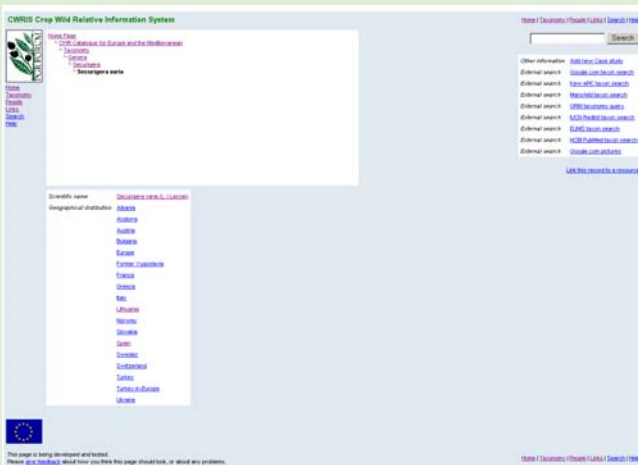 CWRIS Crop Wild Relative Information System
Home | Taxonomy | People | Links | Search | Help
PGR FORUM
Home Page
CWR Catalogue for Europe and the Mediterranean
Taxonomy
Genera
Securigera
Securigera varia
Search
Home
Taxonomy
People
Links
Search
Help
Other information Add new Case study
External search Google.com taxon search
External search Kew ePIC taxon search
External search Mansfeld taxon search
External search GRIN taxonomy query
External search IUCN Redlist taxon search
External search EUNIS taxon search
External search NCBI PubMed taxon search
External search Google.com pictures
Link this record to a resource
Scientific name Securigera varia (L.) Lassen
Geographical distribution Albania
Andorra
Austria
Bulgaria
Europe
Former Yugoslavia
France
Greece
Italy
Lithuania
Norway
Slovakia
Spain
Sweden
Switzerland
Turkey
Turkey-in-Europe
Ukraine
This page is being developed and tested.
Please give feedback about how you think this page should look, or about any problems.
Home | Taxonomy | People | Links | Search | Help